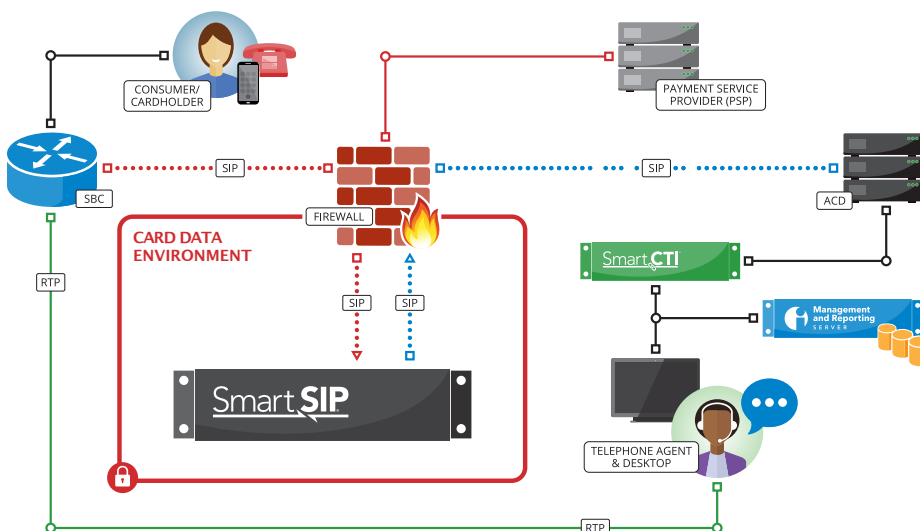 CONSUMER/
CARDHOLDER
PAYMENT SERVICE
PROVIDER (PSP)
SIP
SIP
SBC
ACD
FIREWALL
CARD DATA
ENVIRONMENT
SmartCTI
RTP
SIP
SIP
Management
and Reporting
SERVER
SmartSIP
TELEPHONE AGENT
& DESKTOP
RTP